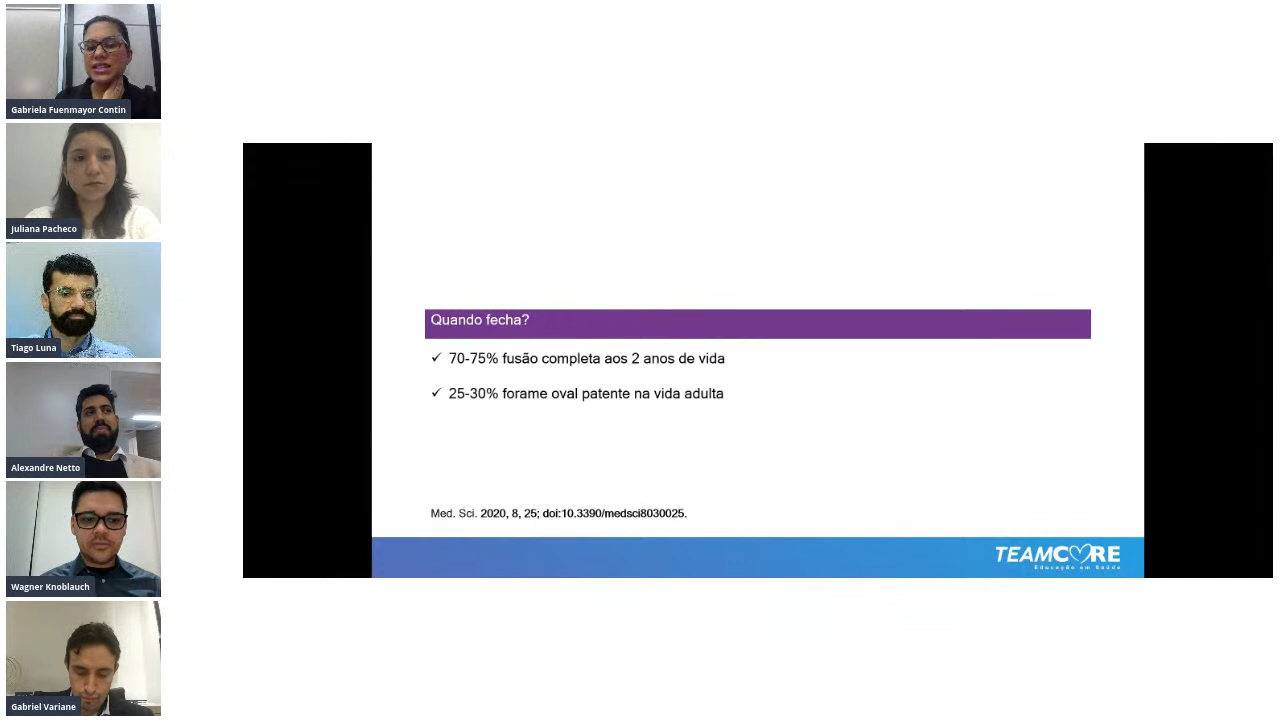 Gabriela Fuenmayor Contin
Juliana Pacheco
Tiago Luna
Alexandre Netto
Wagner Knoblauch
Gabriel Variane
Quando fecha?
✓ 70-75% fusão completa aos 2 anos de vida
✓ 25-30% forame oval patente na vida adulta
Med. Sci. 2020, 8, 25; doi:10.3390/medsci8030025.
TEAMCORE
Educação em Saúde